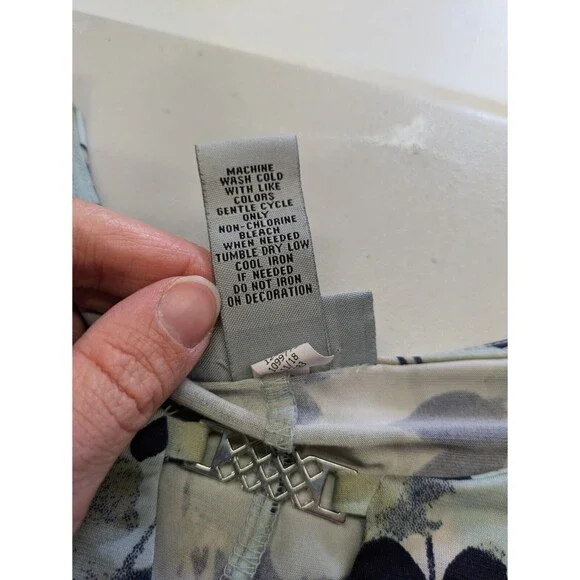 MACHINE
WASH COLD
WITH LIKE
COLORS
GENTLE CYCLE
ONLY
NON-CHLORINE
BLEACH
WHEN NEEDED
TUMBLE DRY LOW
COOL IRON
IF NEEDED
DO NOT IRON
ON DECORATION